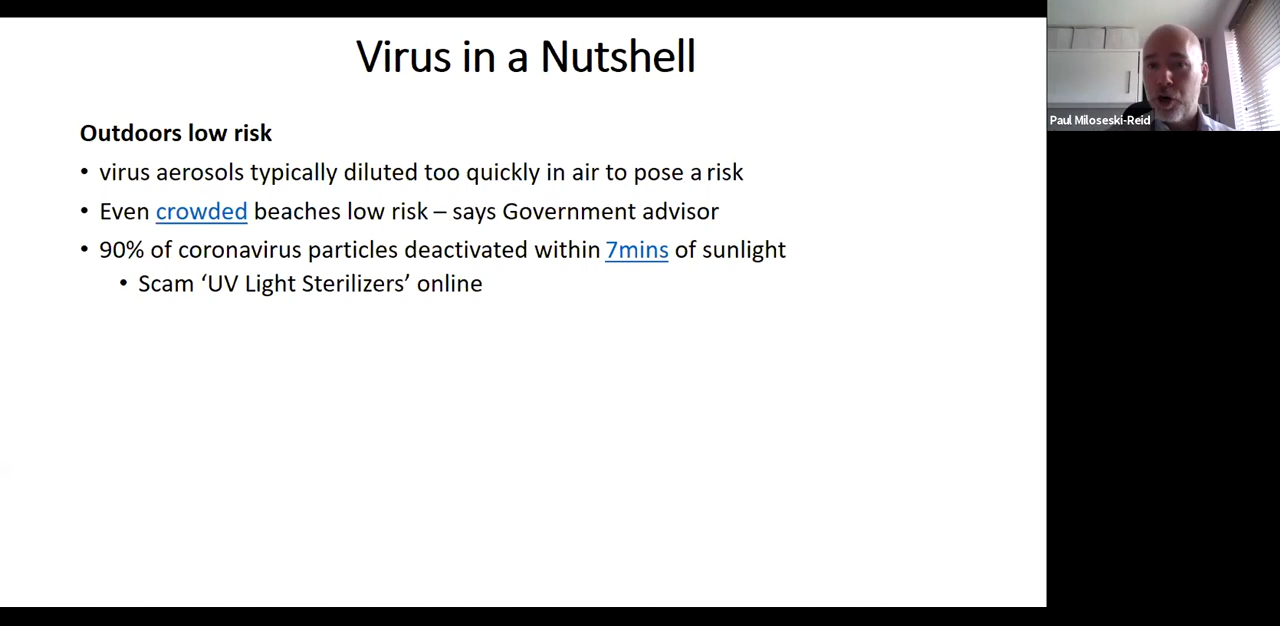 Virus in a Nutshell
Outdoors low risk
• virus aerosols typically diluted too quickly in air to pose a risk
• Even crowded beaches low risk – says Government advisor
• 90% of coronavirus particles deactivated within 7mins of sunlight
• Scam ‘UV Light Sterilizers’ online
Paul Miloseski-Reid